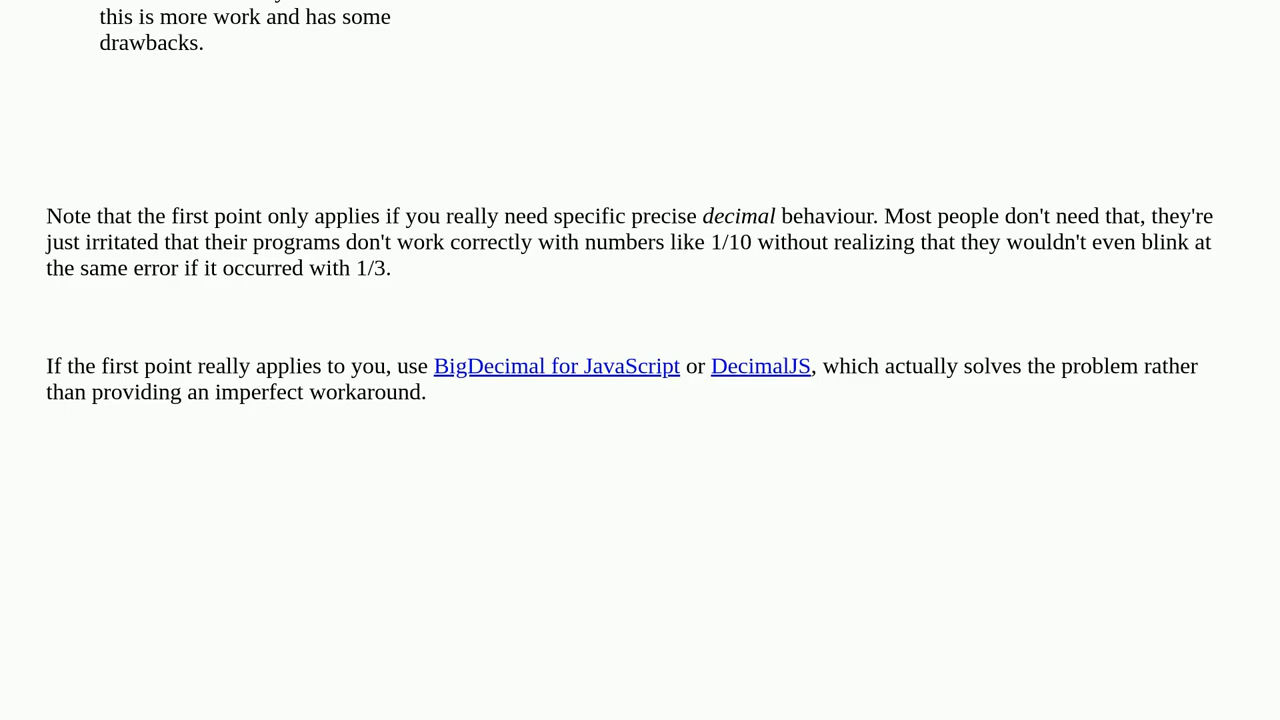 this is more work and has some
drawbacks.
Note that the first point only applies if you really need specific precise decimal behaviour. Most people don't need that, they're
just irritated that their programs don't work correctly with numbers like 1/10 without realizing that they wouldn't even blink at
the same error if it occurred with 1/3.
If the first point really applies to you, use BigDecimal for JavaScript or DecimalJS, which actually solves the problem rather
than providing an imperfect workaround.